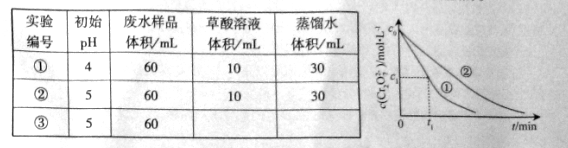 实验编号 初始pH 废水样品体积/mL 草酸溶液体积/mL 蒸馏水体积/mL
① 4 60 10 30
② 5 60 10 30
③ 5 60
c(Cr₂O₇²⁻)/mol·L⁻¹
c₀
c₁
②
①
0 t₁ t/min